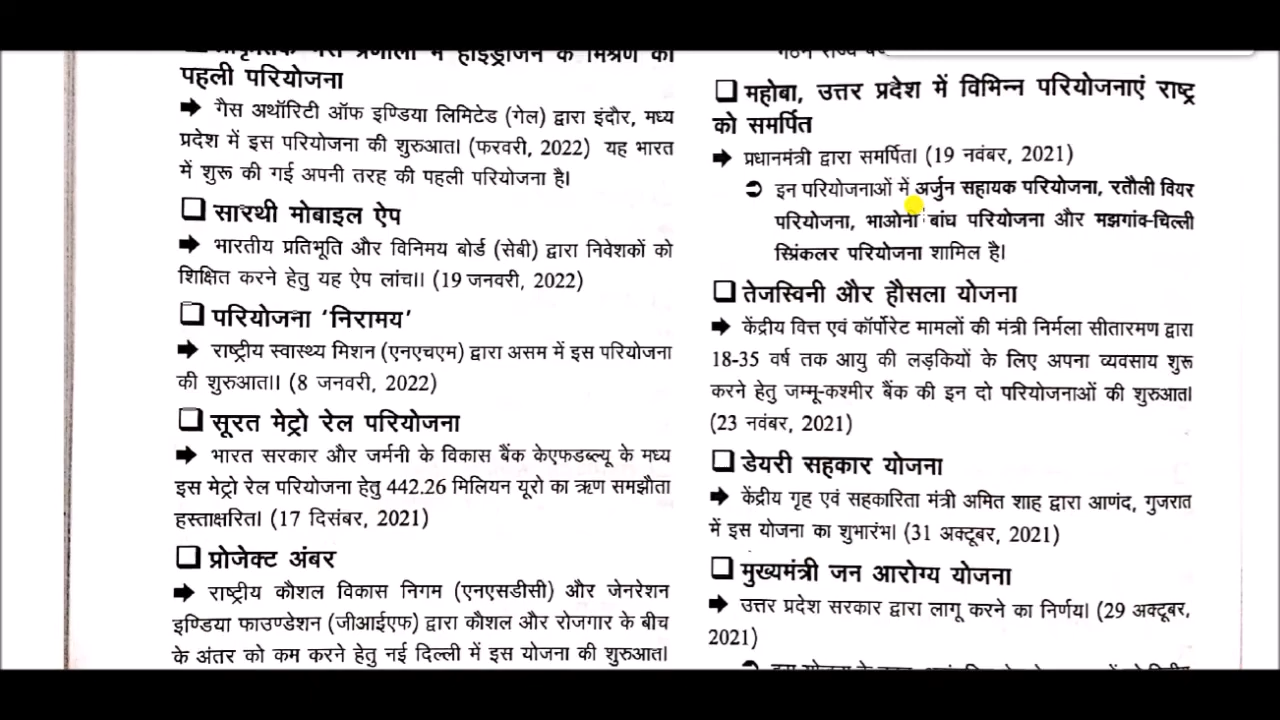 के मिश्रण की
पहली परियोजना
➔ गैस अथॉरिटी ऑफ इण्डिया लिमिटेड (गेल) द्वारा इंदौर, मध्य
प्रदेश में इस परियोजना की शुरुआत। (फरवरी, 2022) यह भारत
में शुरू की गई अपनी तरह की पहली परियोजना है।
❑ सारथी मोबाइल ऐप
➔ भारतीय प्रतिभूति और विनिमय बोर्ड (सेबी) द्वारा निवेशकों को
शिक्षित करने हेतु यह ऐप लांच।। (19 जनवरी, 2022)
❑ परियोजना ‘निरामय’
➔ राष्ट्रीय स्वास्थ्य मिशन (एनएचएम) द्वारा असम में इस परियोजना
की शुरुआत।। (8 जनवरी, 2022)
❑ सूरत मेट्रो रेल परियोजना
➔ भारत सरकार और जर्मनी के विकास बैंक केएफडब्ल्यू के मध्य
इस मेट्रो रेल परियोजना हेतु 442.26 मिलियन यूरो का ऋण समझौता
हस्ताक्षरित। (17 दिसंबर, 2021)
❑ प्रोजेक्ट अंबर
➔ राष्ट्रीय कौशल विकास निगम (एनएसडीसी) और जेनरेशन
इण्डिया फाउण्डेशन (जीआईएफ) द्वारा कौशल और रोजगार के बीच
के अंतर को कम करने हेतु नई दिल्ली में इस योजना की शुरुआत।
❑ महोबा, उत्तर प्रदेश में विभिन्न परियोजनाएं राष्ट्र
को समर्पित
➔ प्रधानमंत्री द्वारा समर्पित। (19 नवंबर, 2021)
➲ इन परियोजनाओं में अर्जुन सहायक परियोजना, रतौली वियर
परियोजना, भाओनी बांध परियोजना और मझगांव-चिल्ली
स्प्रिंकलर परियोजना शामिल है।
❑ तेजस्विनी और हौसला योजना
➔ केंद्रीय वित्त एवं कॉर्पोरेट मामलों की मंत्री निर्मला सीतारमण द्वारा
18-35 वर्ष तक आयु की लड़कियों के लिए अपना व्यवसाय शुरू
करने हेतु जम्मू-कश्मीर बैंक की इन दो परियोजनाओं की शुरुआत।
(23 नवंबर, 2021)
❑ डेयरी सहकार योजना
➔ केंद्रीय गृह एवं सहकारिता मंत्री अमित शाह द्वारा आणंद, गुजरात
में इस योजना का शुभारंभ। (31 अक्टूबर, 2021)
❑ मुख्यमंत्री जन आरोग्य योजना
➔ उत्तर प्रदेश सरकार द्वारा लागू करने का निर्णय। (29 अक्टूबर,
2021)